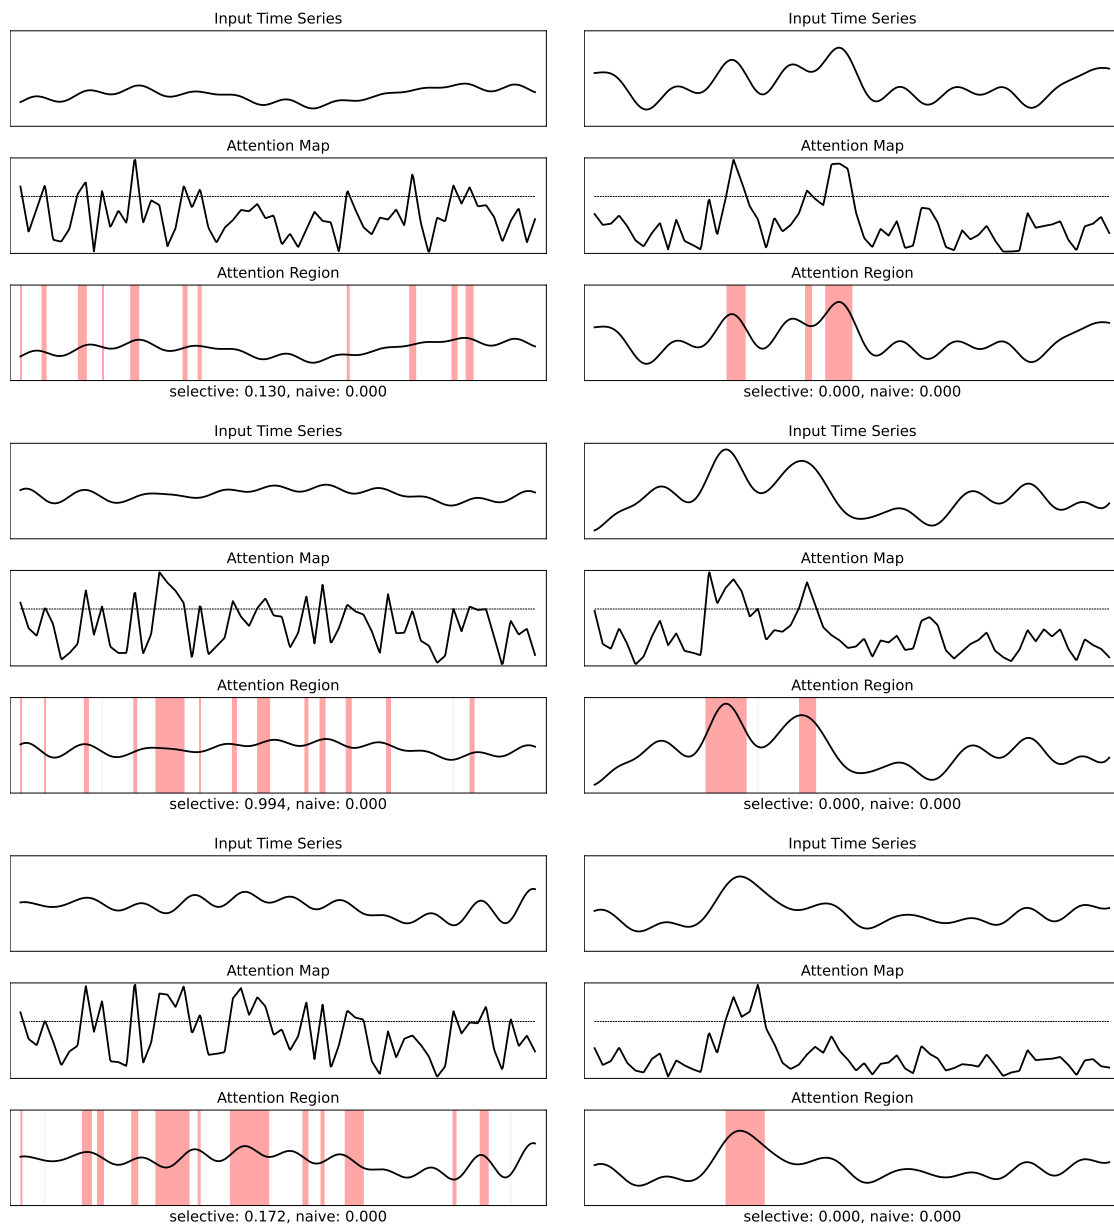 Input Time Series
Input Time Series
Attention Map
Attention Map
Attention Region
Attention Region
selective: 0.130, naive: 0.000
selective: 0.000, naive: 0.000
Input Time Series
Input Time Series
Attention Map
Attention Map
Attention Region
Attention Region
selective: 0.994, naive: 0.000
selective: 0.000, naive: 0.000
Input Time Series
Input Time Series
Attention Map
Attention Map
Attention Region
Attention Region
selective: 0.172, naive: 0.000
selective: 0.000, naive: 0.000